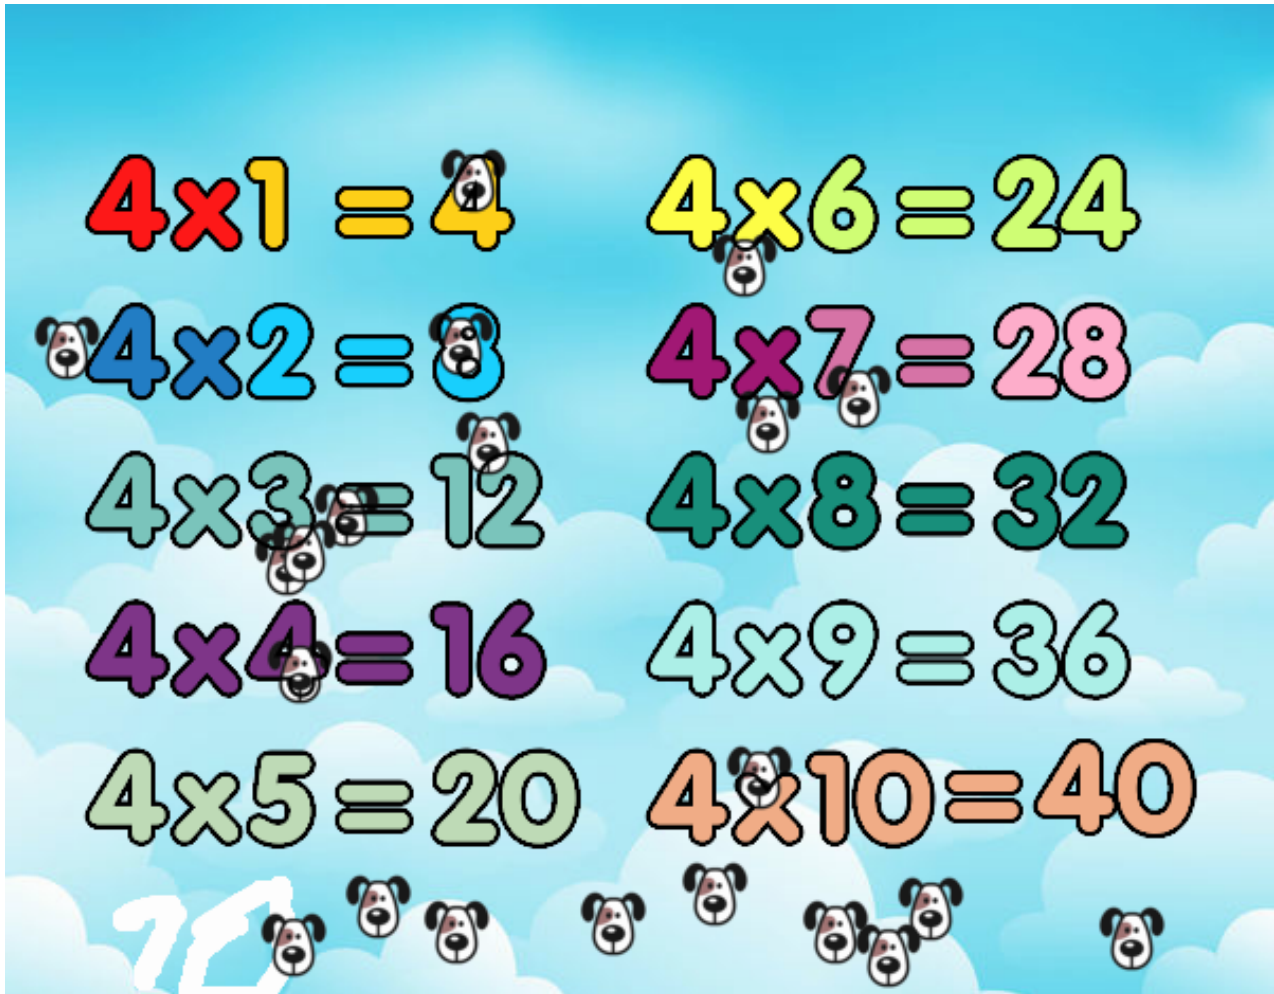 4x1 = 4
4x2 = 8
4x3 = 12
4x4 = 16
4x5 = 20
4x6 = 24
4x7 = 28
4x8 = 32
4x9 = 36
4x10 = 40